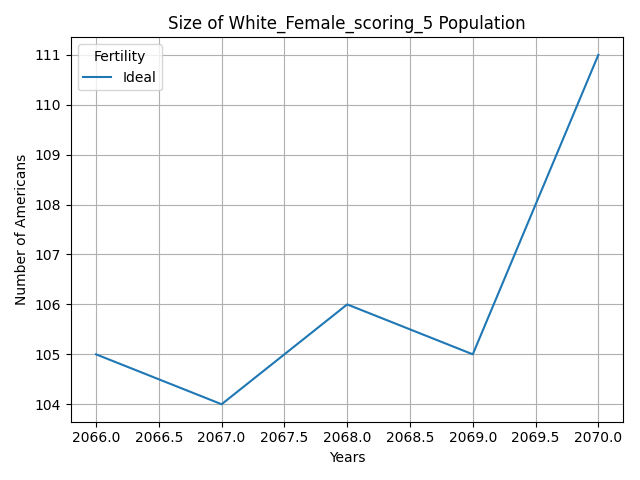 Size of White_Female_scoring_5 Population
Fertility
Ideal
Number of Americans
111
110
109
108
107
106
105
104
2066.0 2066.5 2067.0 2067.5 2068.0 2068.5 2069.0 2069.5 2070.0
Years